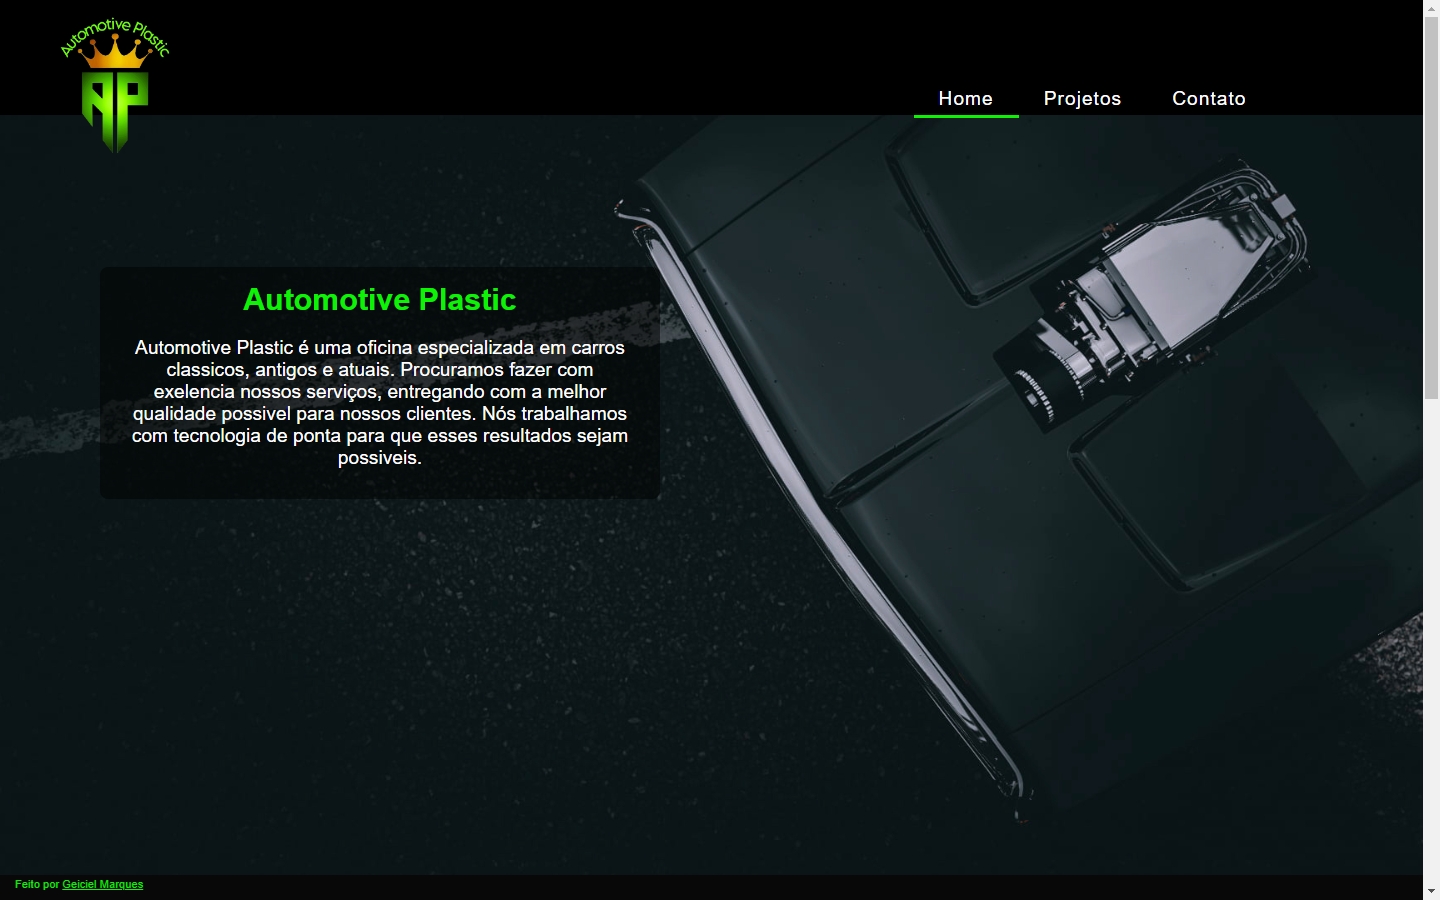 Automotive Plastic
AP
Home Projetos Contato
Automotive Plastic
Automotive Plastic é uma oficina especializada em carros
classicos, antigos e atuais. Procuramos fazer com
exelencia nossos serviços, entregando com a melhor
qualidade possivel para nossos clientes. Nós trabalhamos
com tecnologia de ponta para que esses resultados sejam
possiveis.
Feito por Geiciel Marques